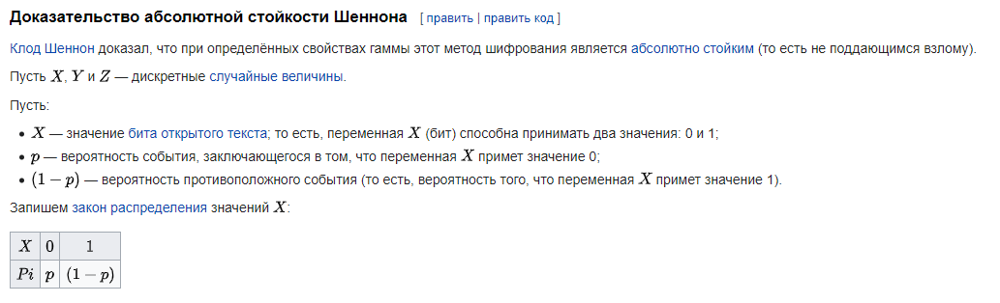 Доказательство абсолютной стойкости Шеннона [ править | править код ]
Клод Шеннон доказал, что при определённых свойствах гаммы этот метод шифрования является абсолютно стойким (то есть не поддающимся взлому).
Пусть X, Y и Z — дискретные случайные величины.
Пусть:
• X — значение бита открытого текста; то есть, переменная X (бит) способна принимать два значения: 0 и 1;
• p — вероятность события, заключающегося в том, что переменная X примет значение 0;
• (1 − p) — вероятность противоположного события (то есть, вероятность того, что переменная X примет значение 1).
Запишем закон распределения значений X:
X 0 1
Pi p (1 − p)